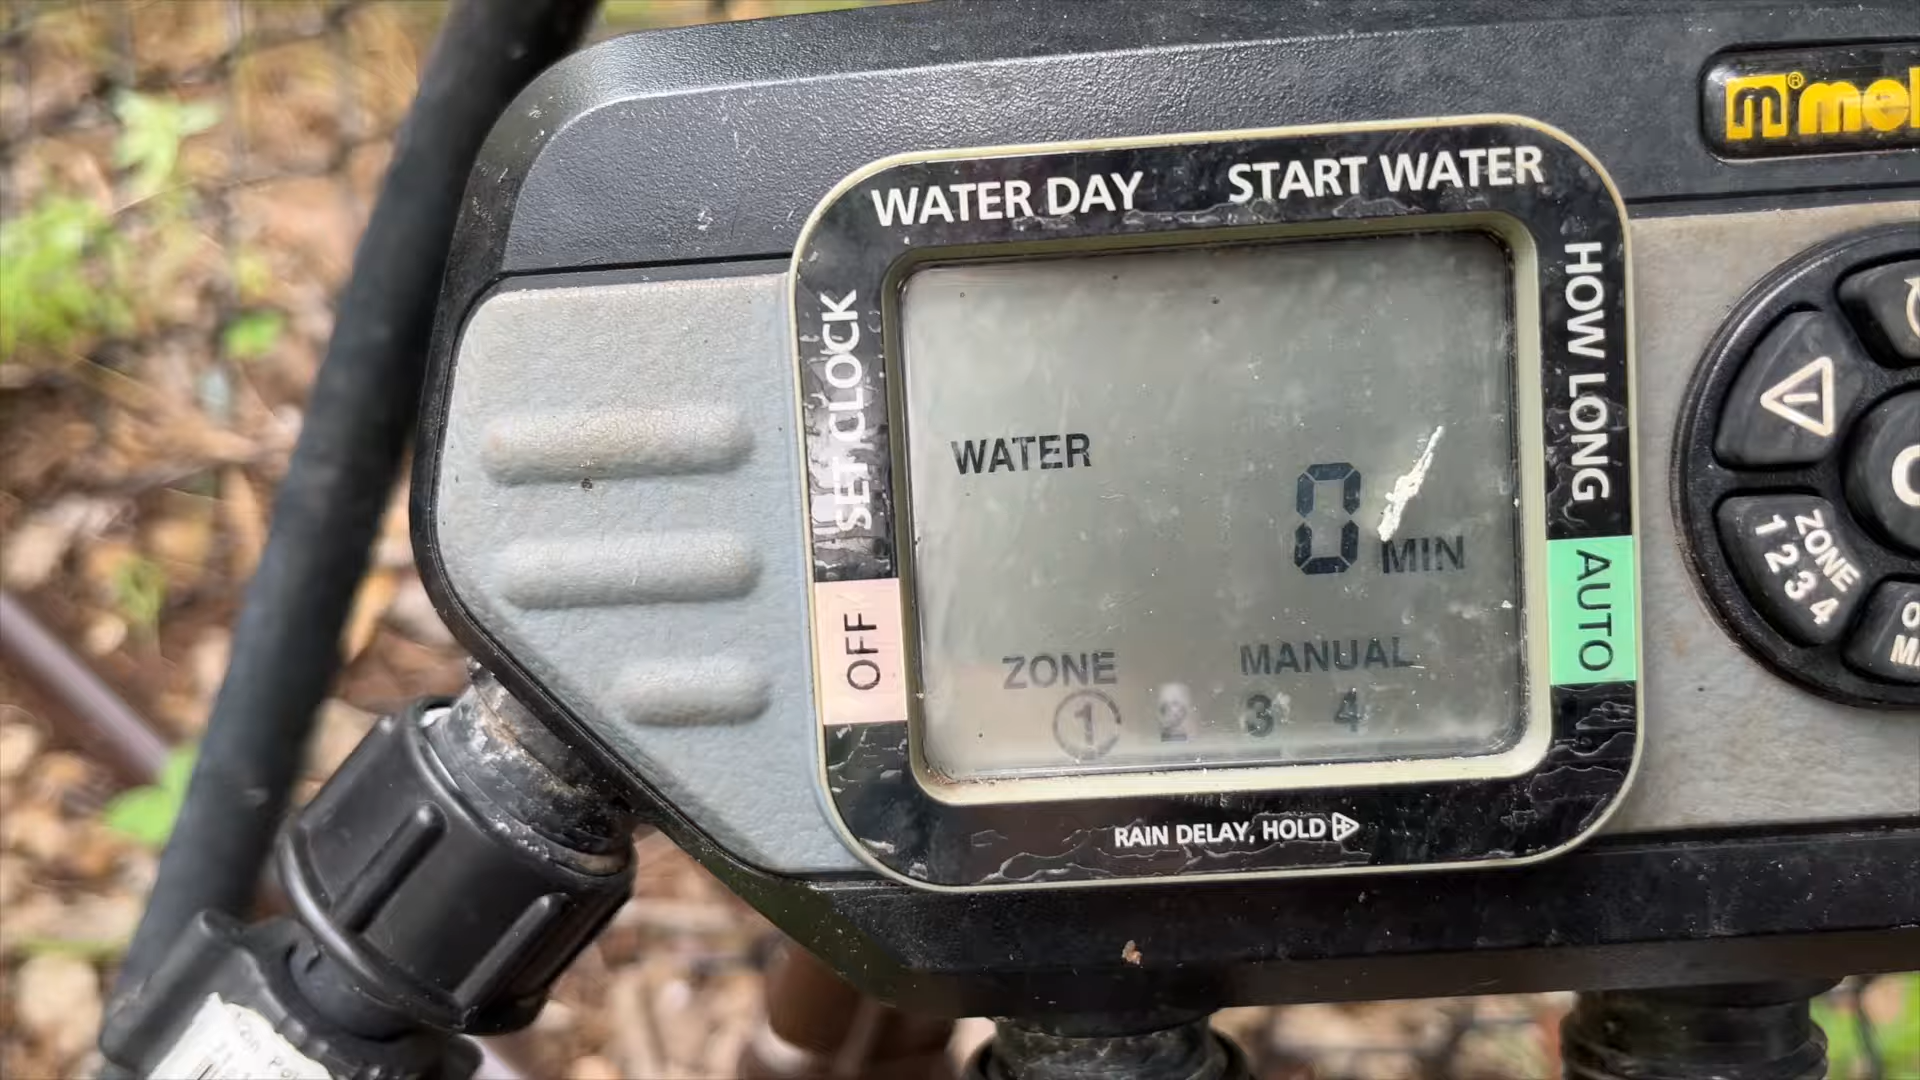 WATER DAY
START WATER
SET CLOCK
HOW LONG
WATER
0 MIN
OFF
AUTO
ZONE
MANUAL
1 2 3 4
RAIN DELAY, HOLD
ZONE
1 2 3 4